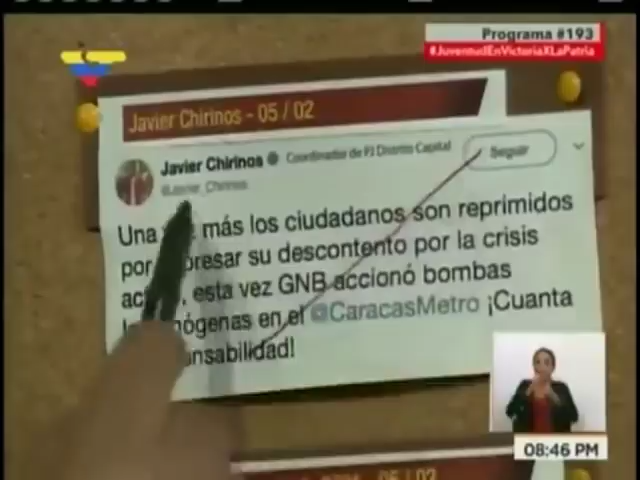 Programa #193
#JuventudEnVictoriaXLaPatria
Javier Chirinos - 05 / 02
Javier Chirinos Coordinador de PJ Distrito Capital Seguir
Una más los ciudadanos son reprimidos
por su descontento por la crisis
esta vez GNB accionó bombas
en el @CaracasMetro ¡Cuanta
08:46 PM
05/02